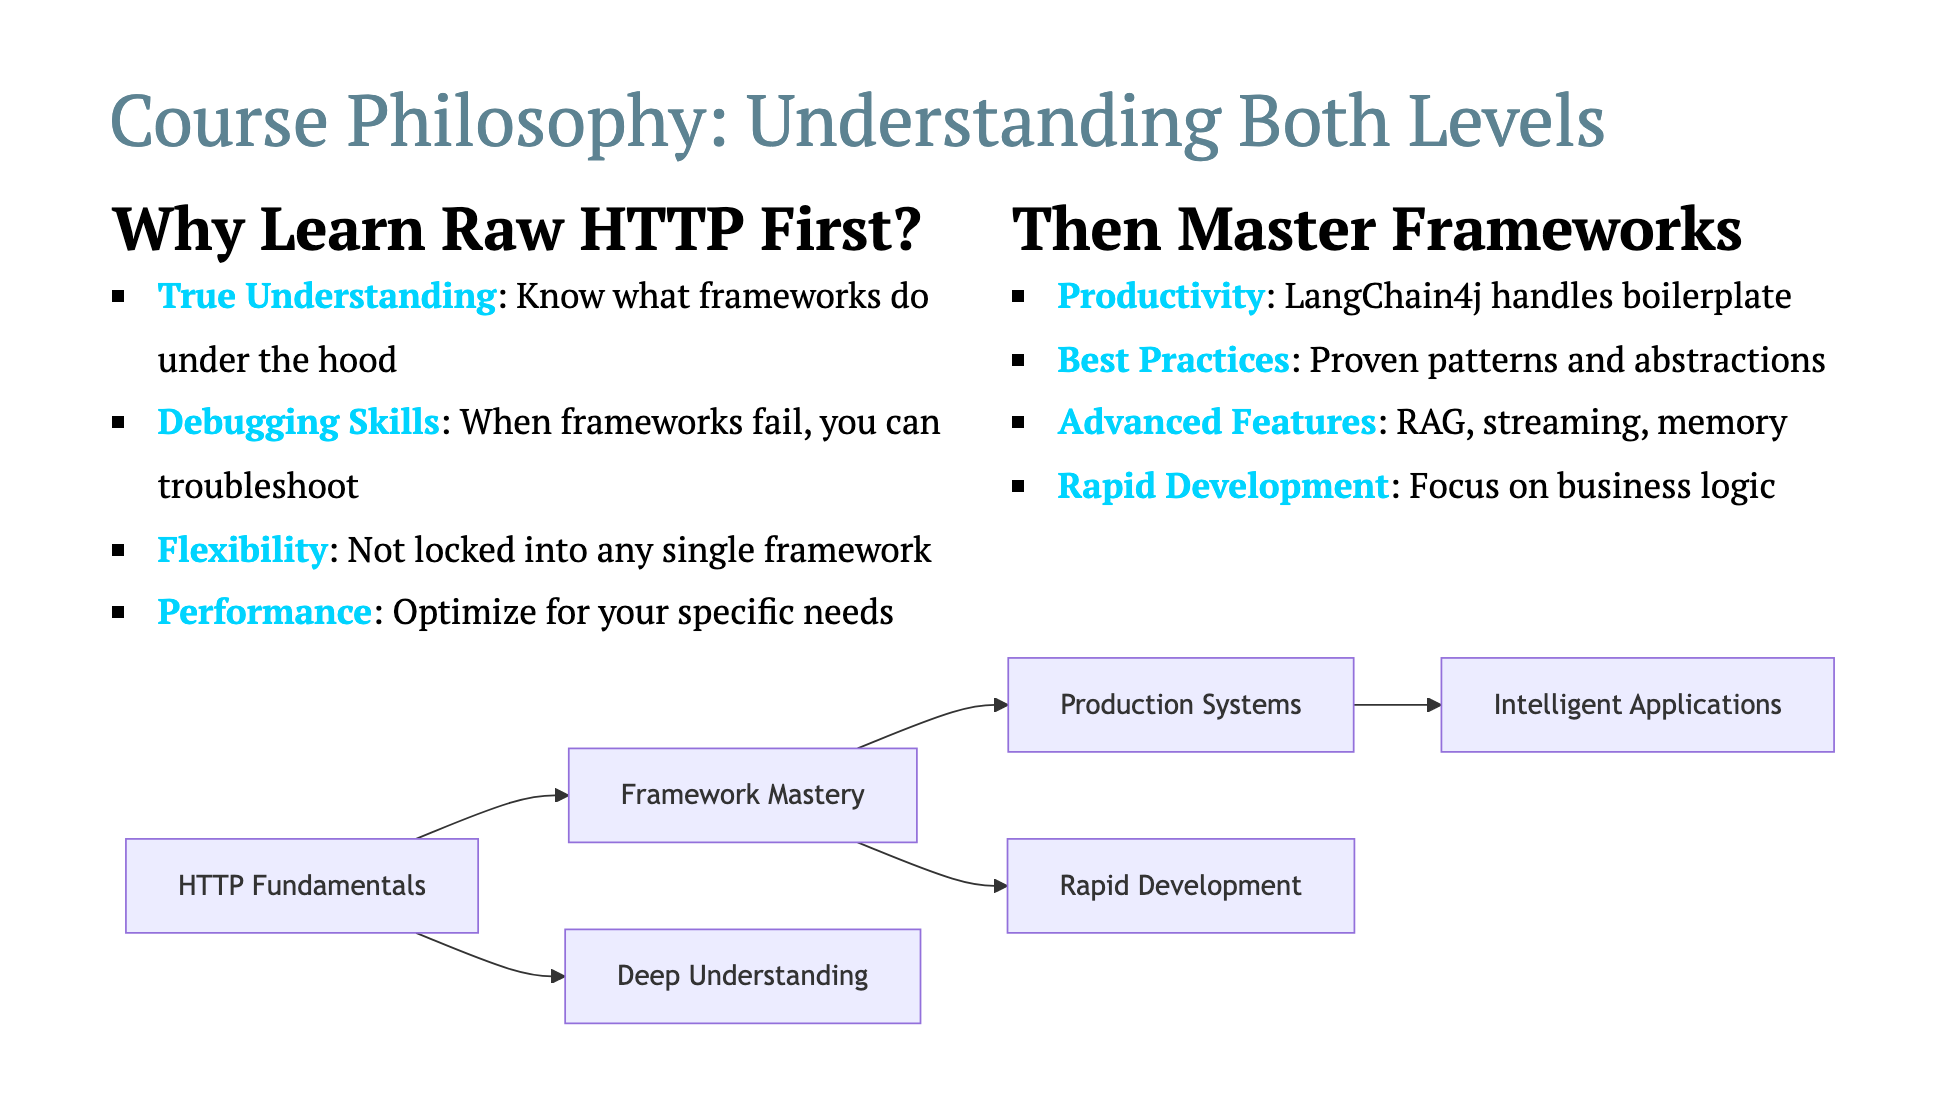 Course Philosophy: Understanding Both Levels
Why Learn Raw HTTP First?
▪ True Understanding: Know what frameworks do
under the hood
▪ Debugging Skills: When frameworks fail, you can
troubleshoot
▪ Flexibility: Not locked into any single framework
▪ Performance: Optimize for your specific needs
Then Master Frameworks
▪ Productivity: LangChain4j handles boilerplate
▪ Best Practices: Proven patterns and abstractions
▪ Advanced Features: RAG, streaming, memory
▪ Rapid Development: Focus on business logic
HTTP Fundamentals
Framework Mastery
Deep Understanding
Production Systems
Rapid Development
Intelligent Applications